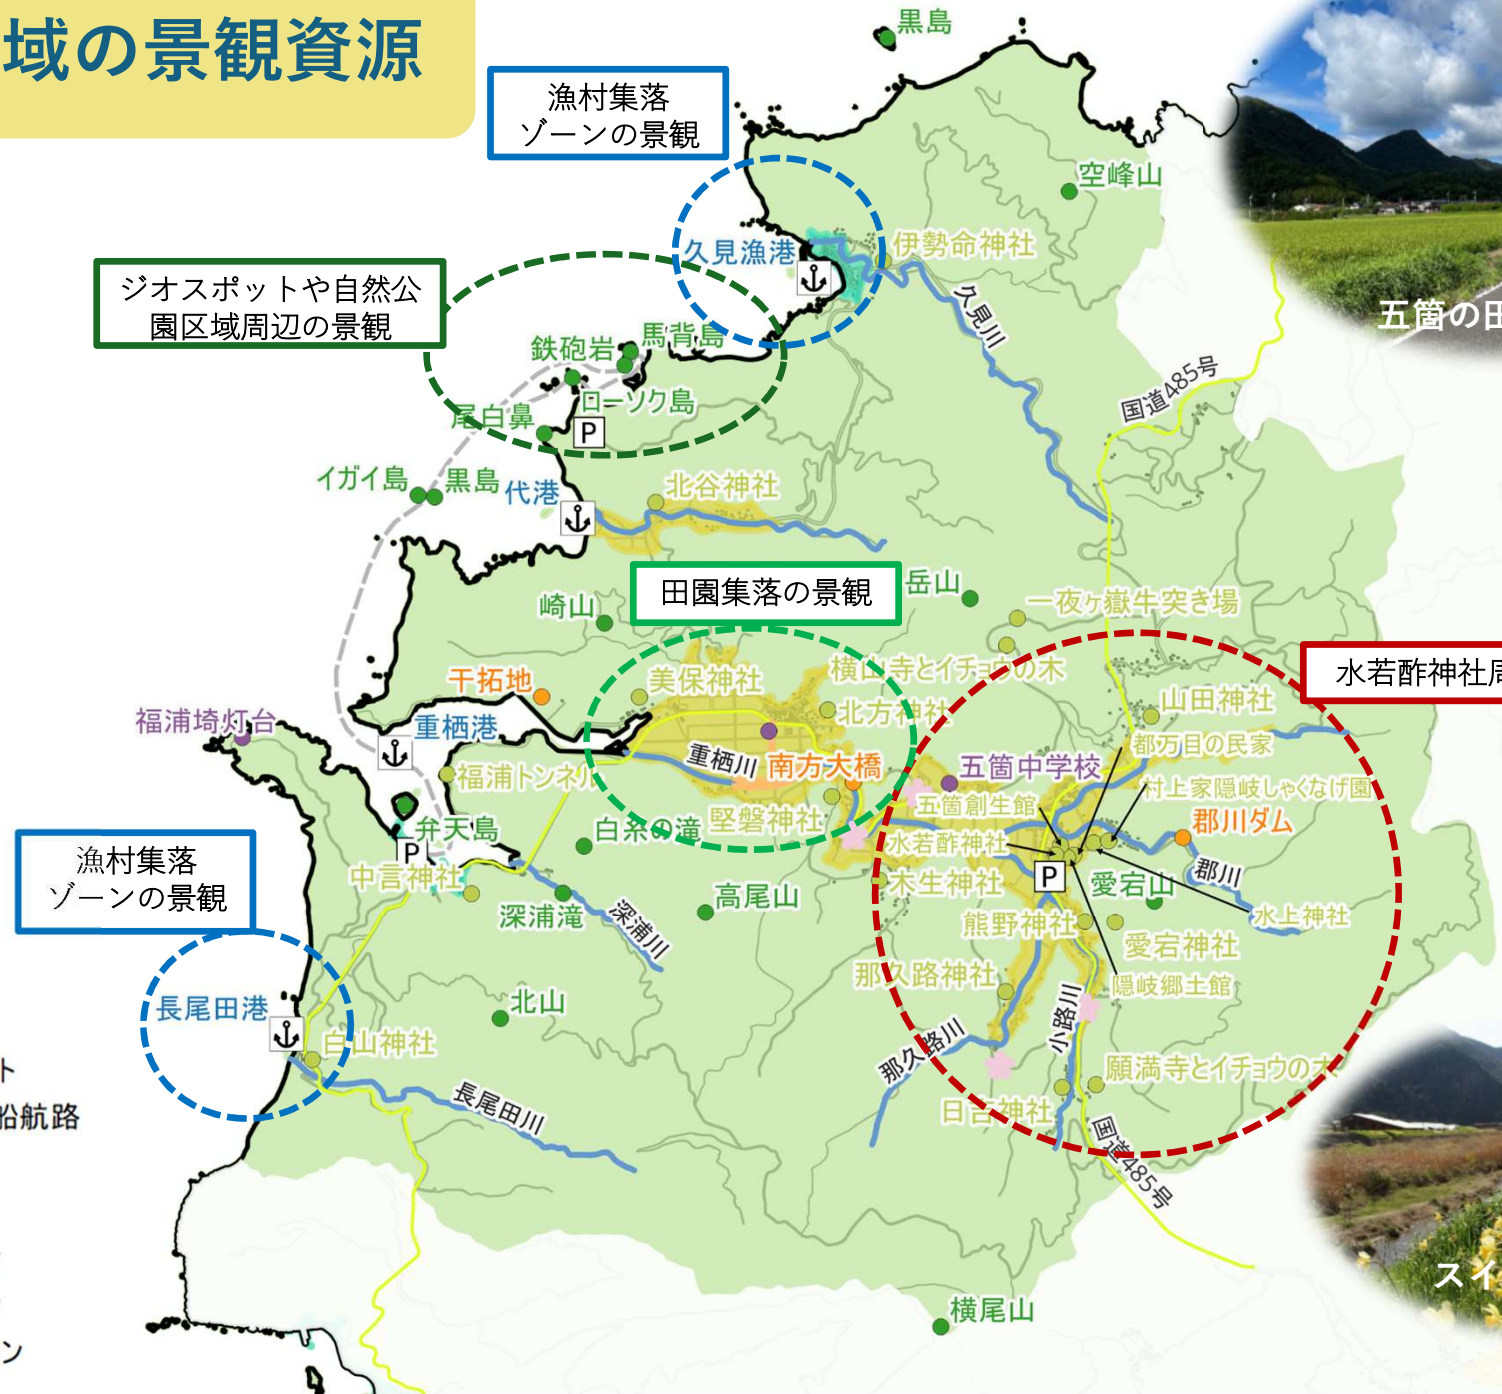 域の景観資源
黒島
漁村集落
ゾーンの景観
空峰山
久見漁港
伊勢命神社
ジオスポットや自然公
園区域周辺の景観
久見川
五箇の田
馬背島
鉄砲岩
ローソク島
尾白鼻
P
国道485号
イガイ島
黒島
代港
北谷神社
田園集落の景観
岳山
崎山
一夜ヶ嶽牛突き場
水若酢神社周
横山寺とイチョウの木
美保神社
干拓地
北方神社
山田神社
福浦埼灯台
重栖港
都万目の民家
重栖川
南方大橋
五箇中学校
福浦トンネル
村上家隠岐しゃくなげ園
五箇創生館
弁天島
白糸の滝
堅磐神社
郡川ダム
水若酢神社
P
漁村集落
ゾーンの景観
中言神社
木生神社
P
愛宕山
郡川
深浦滝
高尾山
深浦川
熊野神社
水上神社
愛宕神社
那久路神社
隠岐郷土館
長尾田港
北山
小路川
白山神社
那久路川
願満寺とイチョウの木
ト
長尾田川
日吉神社
船航路
国道485号
スイ
横尾山
ン